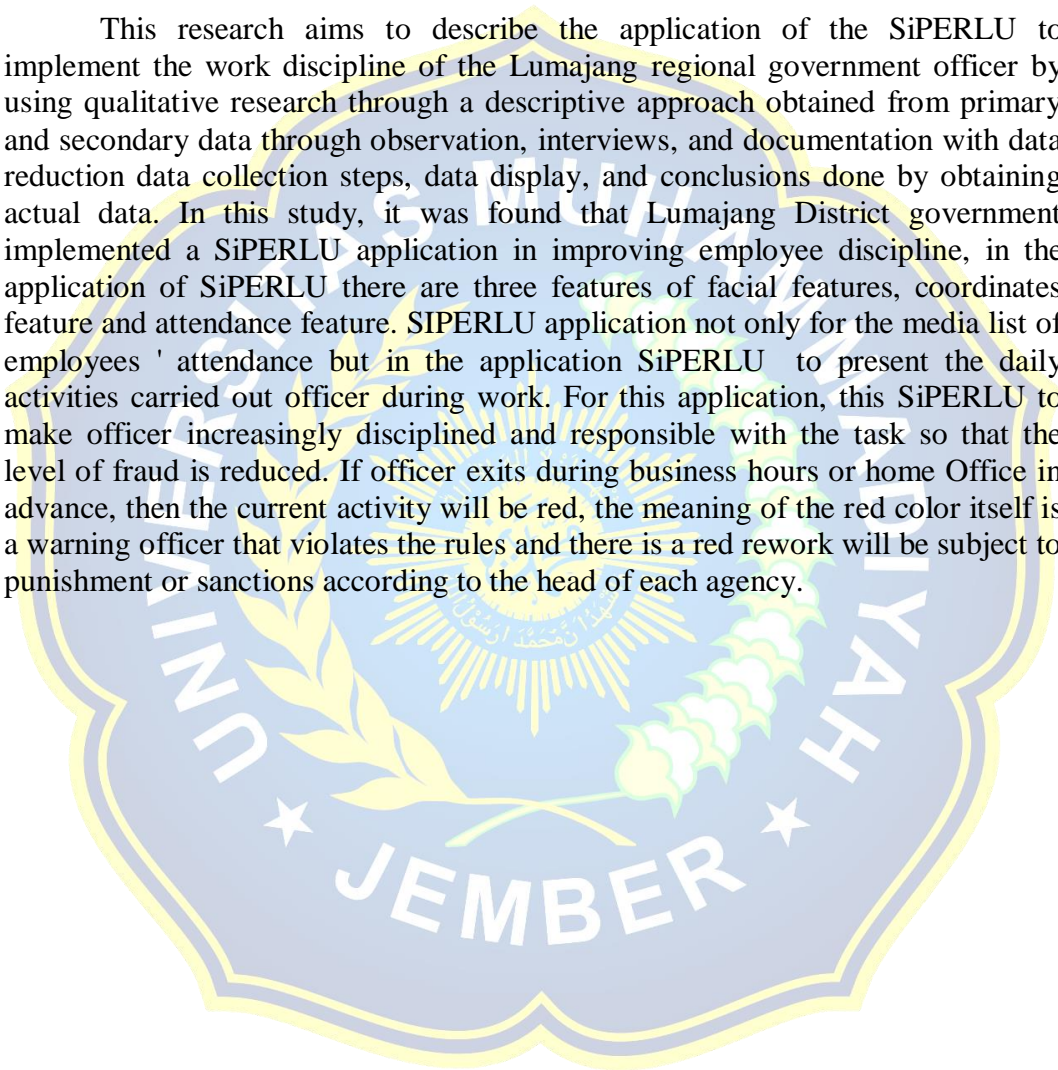 This research aims to describe the application of the SiPERLU to
implement the work discipline of the Lumajang regional government officer by
using qualitative research through a descriptive approach obtained from primary
and secondary data through observation, interviews, and documentation with data
reduction data collection steps, data display, and conclusions done by obtaining
actual data. In this study, it was found that Lumajang District government
implemented a SiPERLU application in improving employee discipline, in the
application of SiPERLU there are three features of facial features, coordinates
feature and attendance feature. SIPERLU application not only for the media list of
employees ' attendance but in the application SiPERLU  to present the daily
activities carried out officer during work. For this application, this SiPERLU to
make officer increasingly disciplined and responsible with the task so that the
level of fraud is reduced. If officer exits during business hours or home Office in
advance, then the current activity will be red, the meaning of the red color itself is
a warning officer that violates the rules and there is a red rework will be subject to
punishment or sanctions according to the head of each agency.
UNIVERSITAS MUHAMMADIYAH
JEMBER